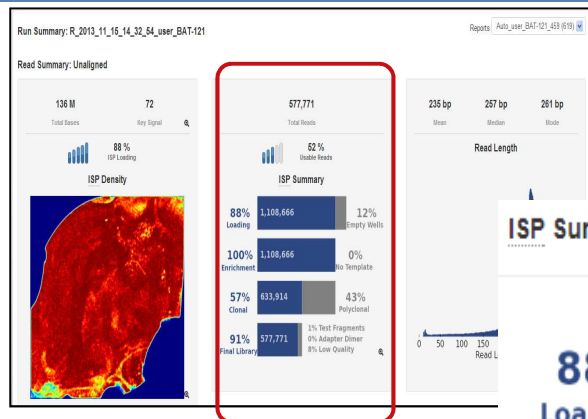 Run Summary: R_2013_11_15_14_32_54_user_BAT-121
Reports Auto_user_BAT-121_459 (619)
Read Summary: Unaligned
136 M
Total Bases
72
Key Signal
88 %
ISP Loading
ISP Density
577,771
Total Reads
52 %
Usable Reads
ISP Summary
88% Loading
1,108,666
12% Empty Wells
100% Enrichment
1,108,666
0% No Template
57% Clonal
633,914
43% Polyclonal
91% Final Library
577,771
1% Test Fragments
0% Adapter Dimer
8% Low Quality
235 bp
Mean
257 bp
Median
261 bp
Mode
Read Length
0 50 100 150
Read L
ISP Sur
88
Loa